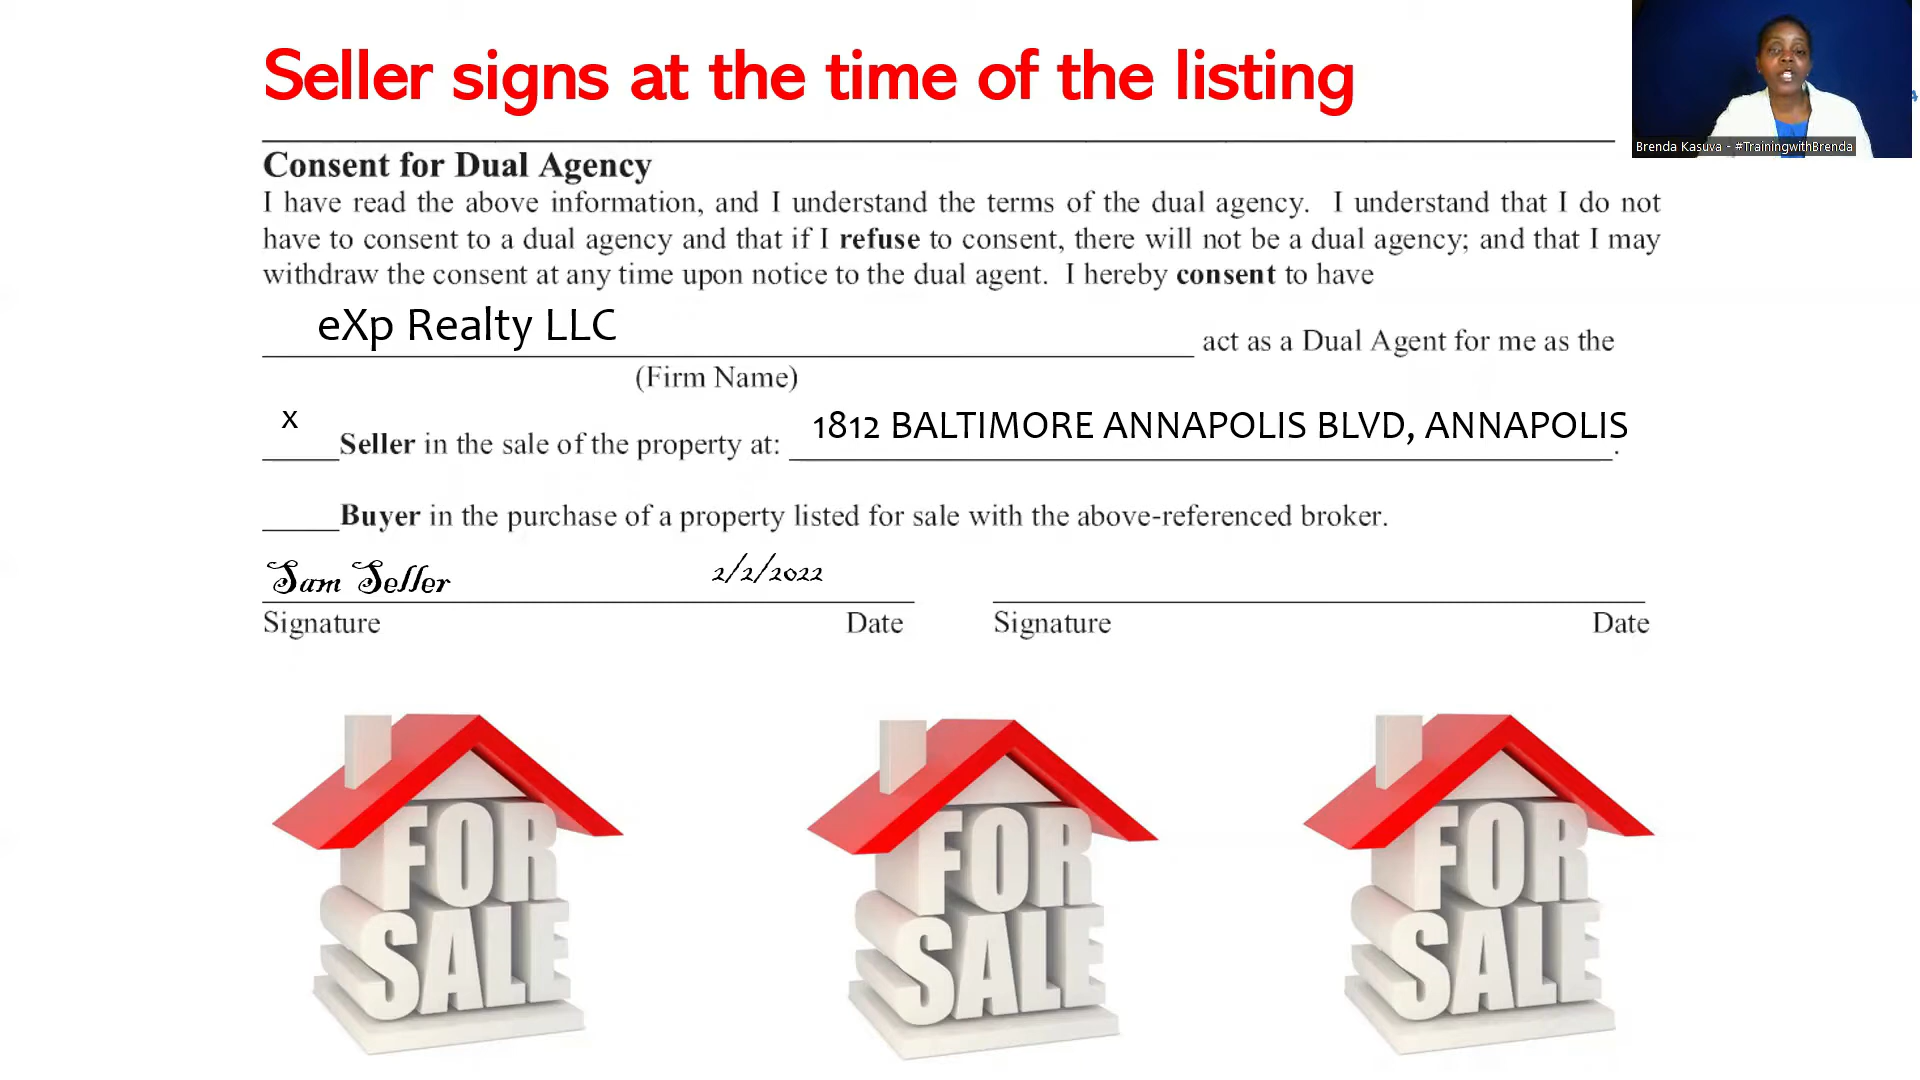 Seller signs at the time of the listing
Brenda Kasuva - #TrainingwithBrenda
Consent for Dual Agency
I have read the above information, and I understand the terms of the dual agency. I understand that I do not
have to consent to a dual agency and that if I refuse to consent, there will not be a dual agency; and that I may
withdraw the consent at any time upon notice to the dual agent. I hereby consent to have
eXp Realty LLC
act as a Dual Agent for me as the
(Firm Name)
x
Seller in the sale of the property at:
1812 BALTIMORE ANNAPOLIS BLVD, ANNAPOLIS
.
Buyer in the purchase of a property listed for sale with the above-referenced broker.
Sam Seller 2/2/2022
Signature Date Signature Date
FOR FOR FOR
SALE SALE SALE